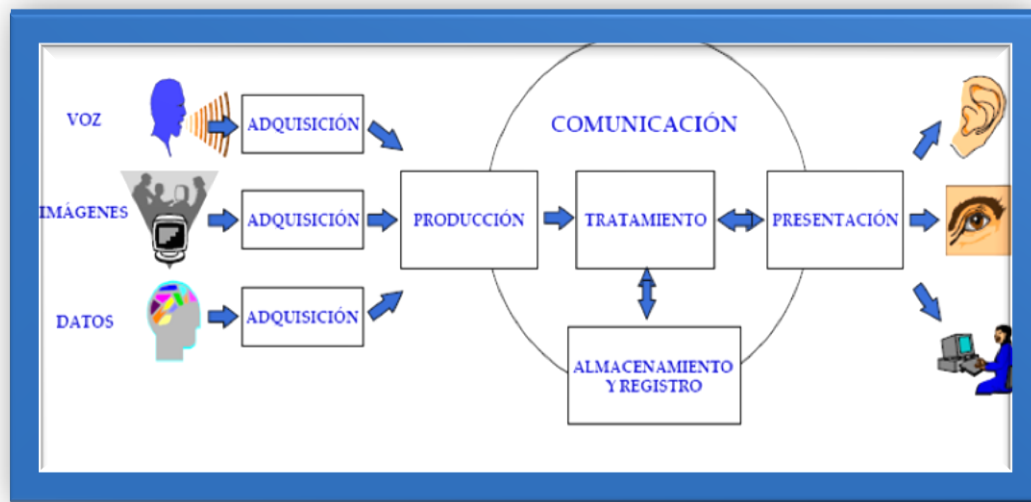 VOZ
ADQUISICIÓN
COMUNICACIÓN
IMÁGENES
ADQUISICIÓN
PRODUCCIÓN
TRATAMIENTO
PRESENTACIÓN
DATOS
ADQUISICIÓN
ALMACENAMIENTO
Y REGISTRO